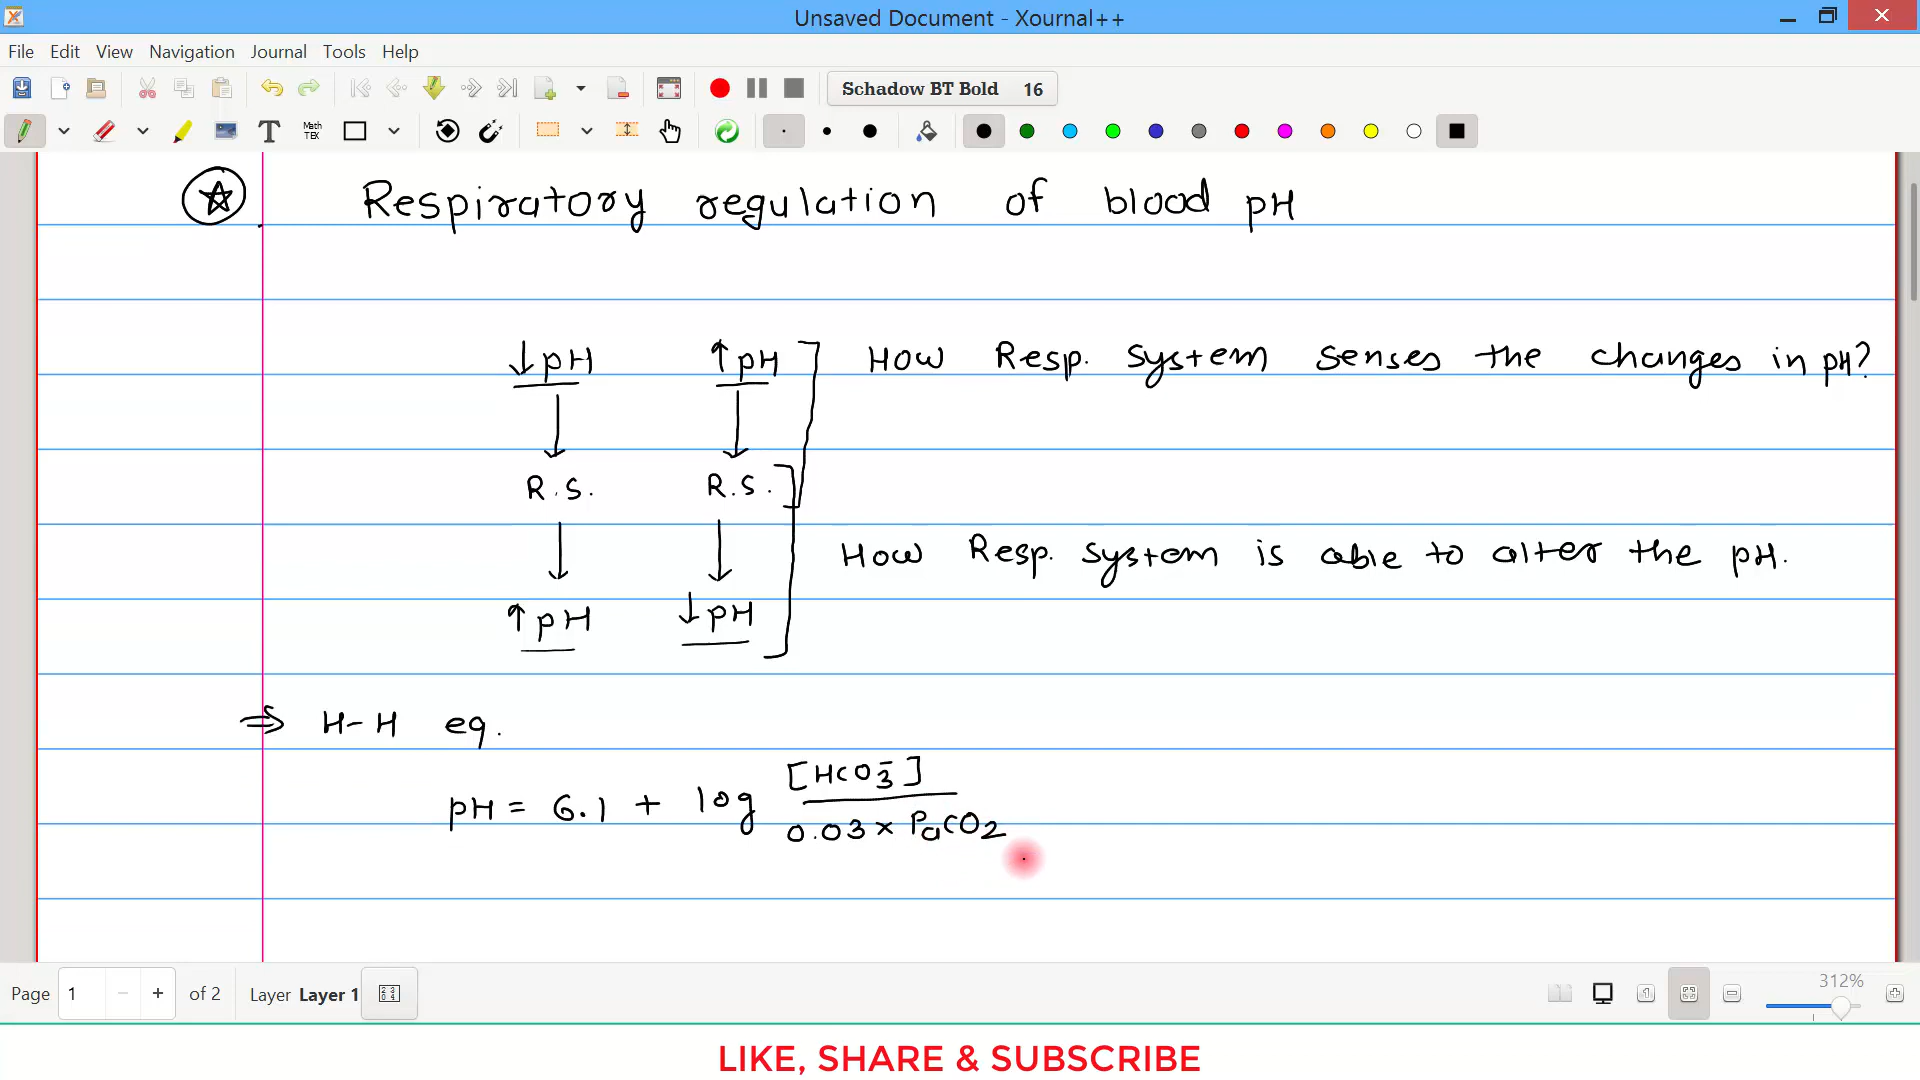 Unsaved Document - Xournal++
File Edit View Navigation Journal Tools Help
Schadow BT Bold 16
Math TEX
Respiratory regulation of blood pH
↓pH ↑pH How Resp. system senses the changes in pH?
R.S. R.S.
How Resp. system is able to alter the pH.
↑pH ↓pH
⇒ H-H eq.
pH = 6.1 + log [HCO3⁻] / 0.03 × PaCO2
Page 1 of 2 Layer Layer 1 312%
LIKE, SHARE & SUBSCRIBE